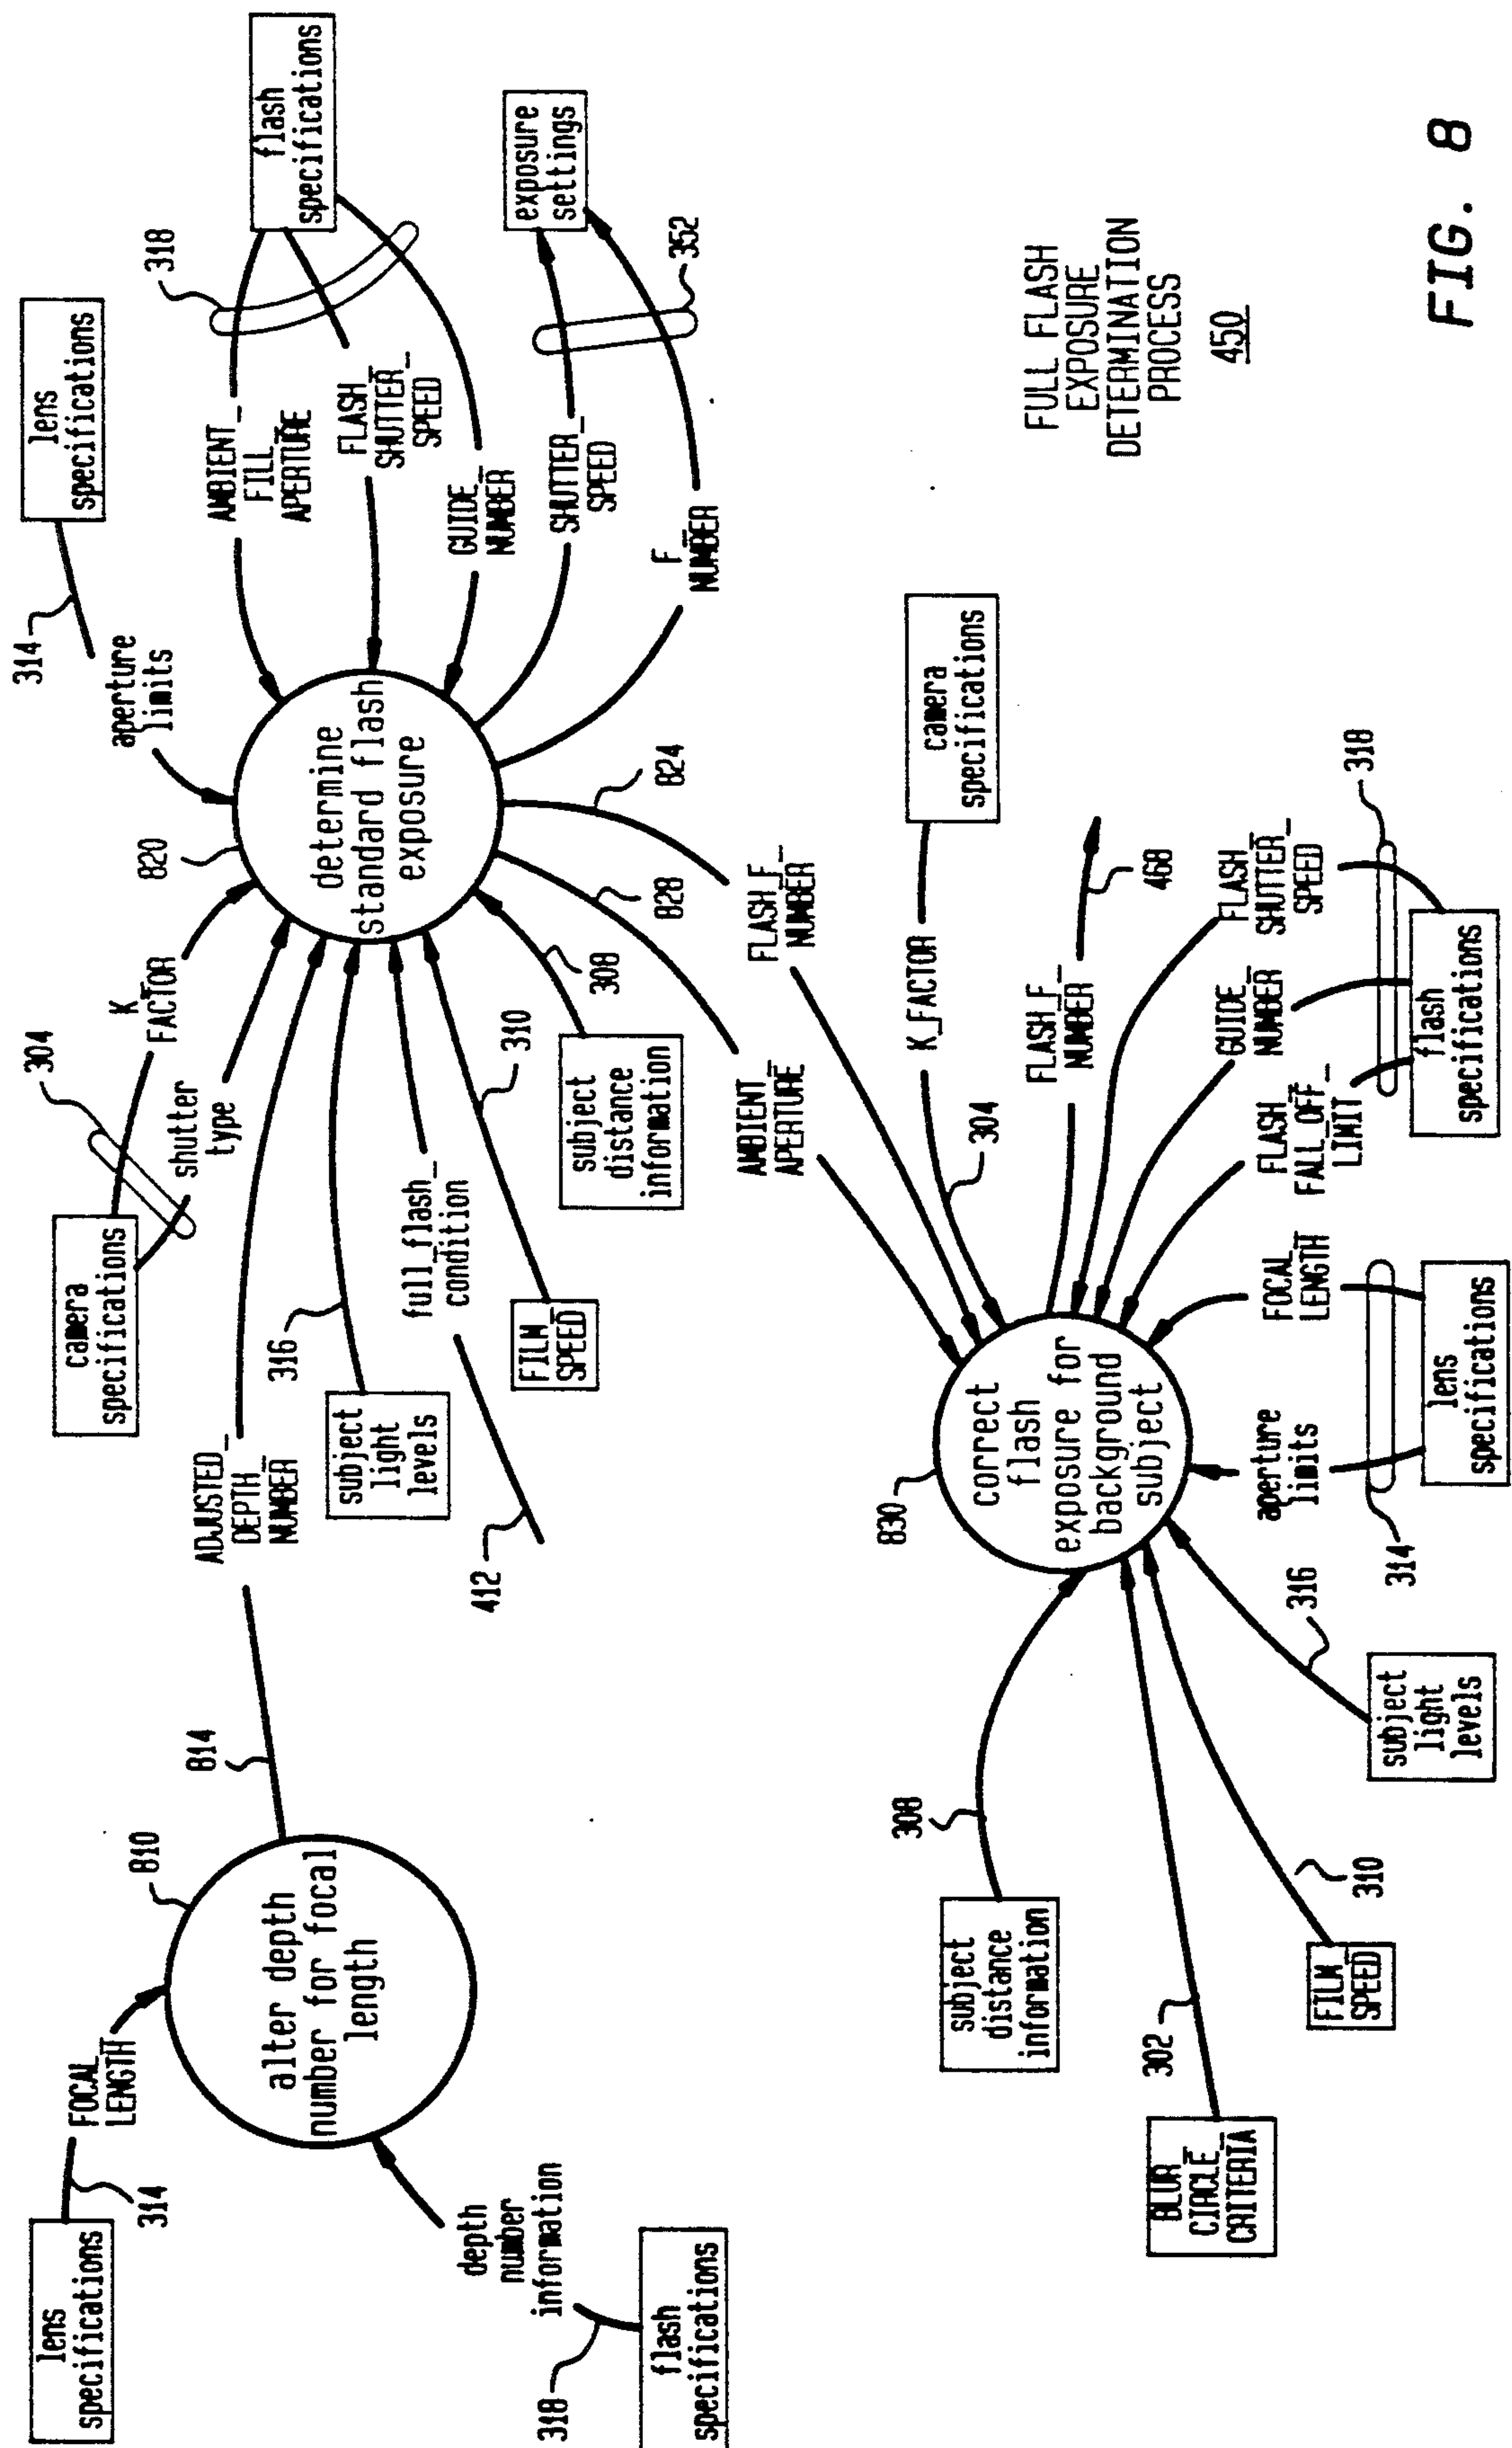 lens
specifications
314
FOCAL_
LENGTH
810
alter depth
number for focal
length
depth
number
information
318
flash
specifications
814
ADJUSTED_
DEPTH_
NUMBER
camera
specifications
304
K_
FACTOR
shutter
type
316
subject
light
levels
full_flash_
condition
412
FILM_
SPEED
310
subject
distance
information
308
820
determine
standard flash
exposure
aperture
limits
314
lens
specifications
318
AMBIENT_
FILL_
APERTURE
FLASH_
SHUTTER_
SPEED
GUIDE_
NUMBER
flash
specifications
SHUTTER_
SPEED
F_
NUMBER
exposure
settings
352
824
828
FLASH_F_
NUMBER
AMBIENT_
APERTURE
830
correct
flash
exposure for
background
subject
camera
specifications
K_FACTOR
304
FLASH_F_
NUMBER
468
FLASH_
SHUTTER_
SPEED
GUIDE_
NUMBER
FLASH_
FALL_OFF_
LIMIT
318
flash
specifications
FOCAL_
LENGTH
aperture
limits
314
lens
specifications
316
subject
light
levels
308
subject
distance
information
302
BLUR_
CIRCLE_
CRITERIA
310
FILM_
SPEED
FULL FLASH
EXPOSURE
DETERMINATION
PROCESS
450
FIG. 8